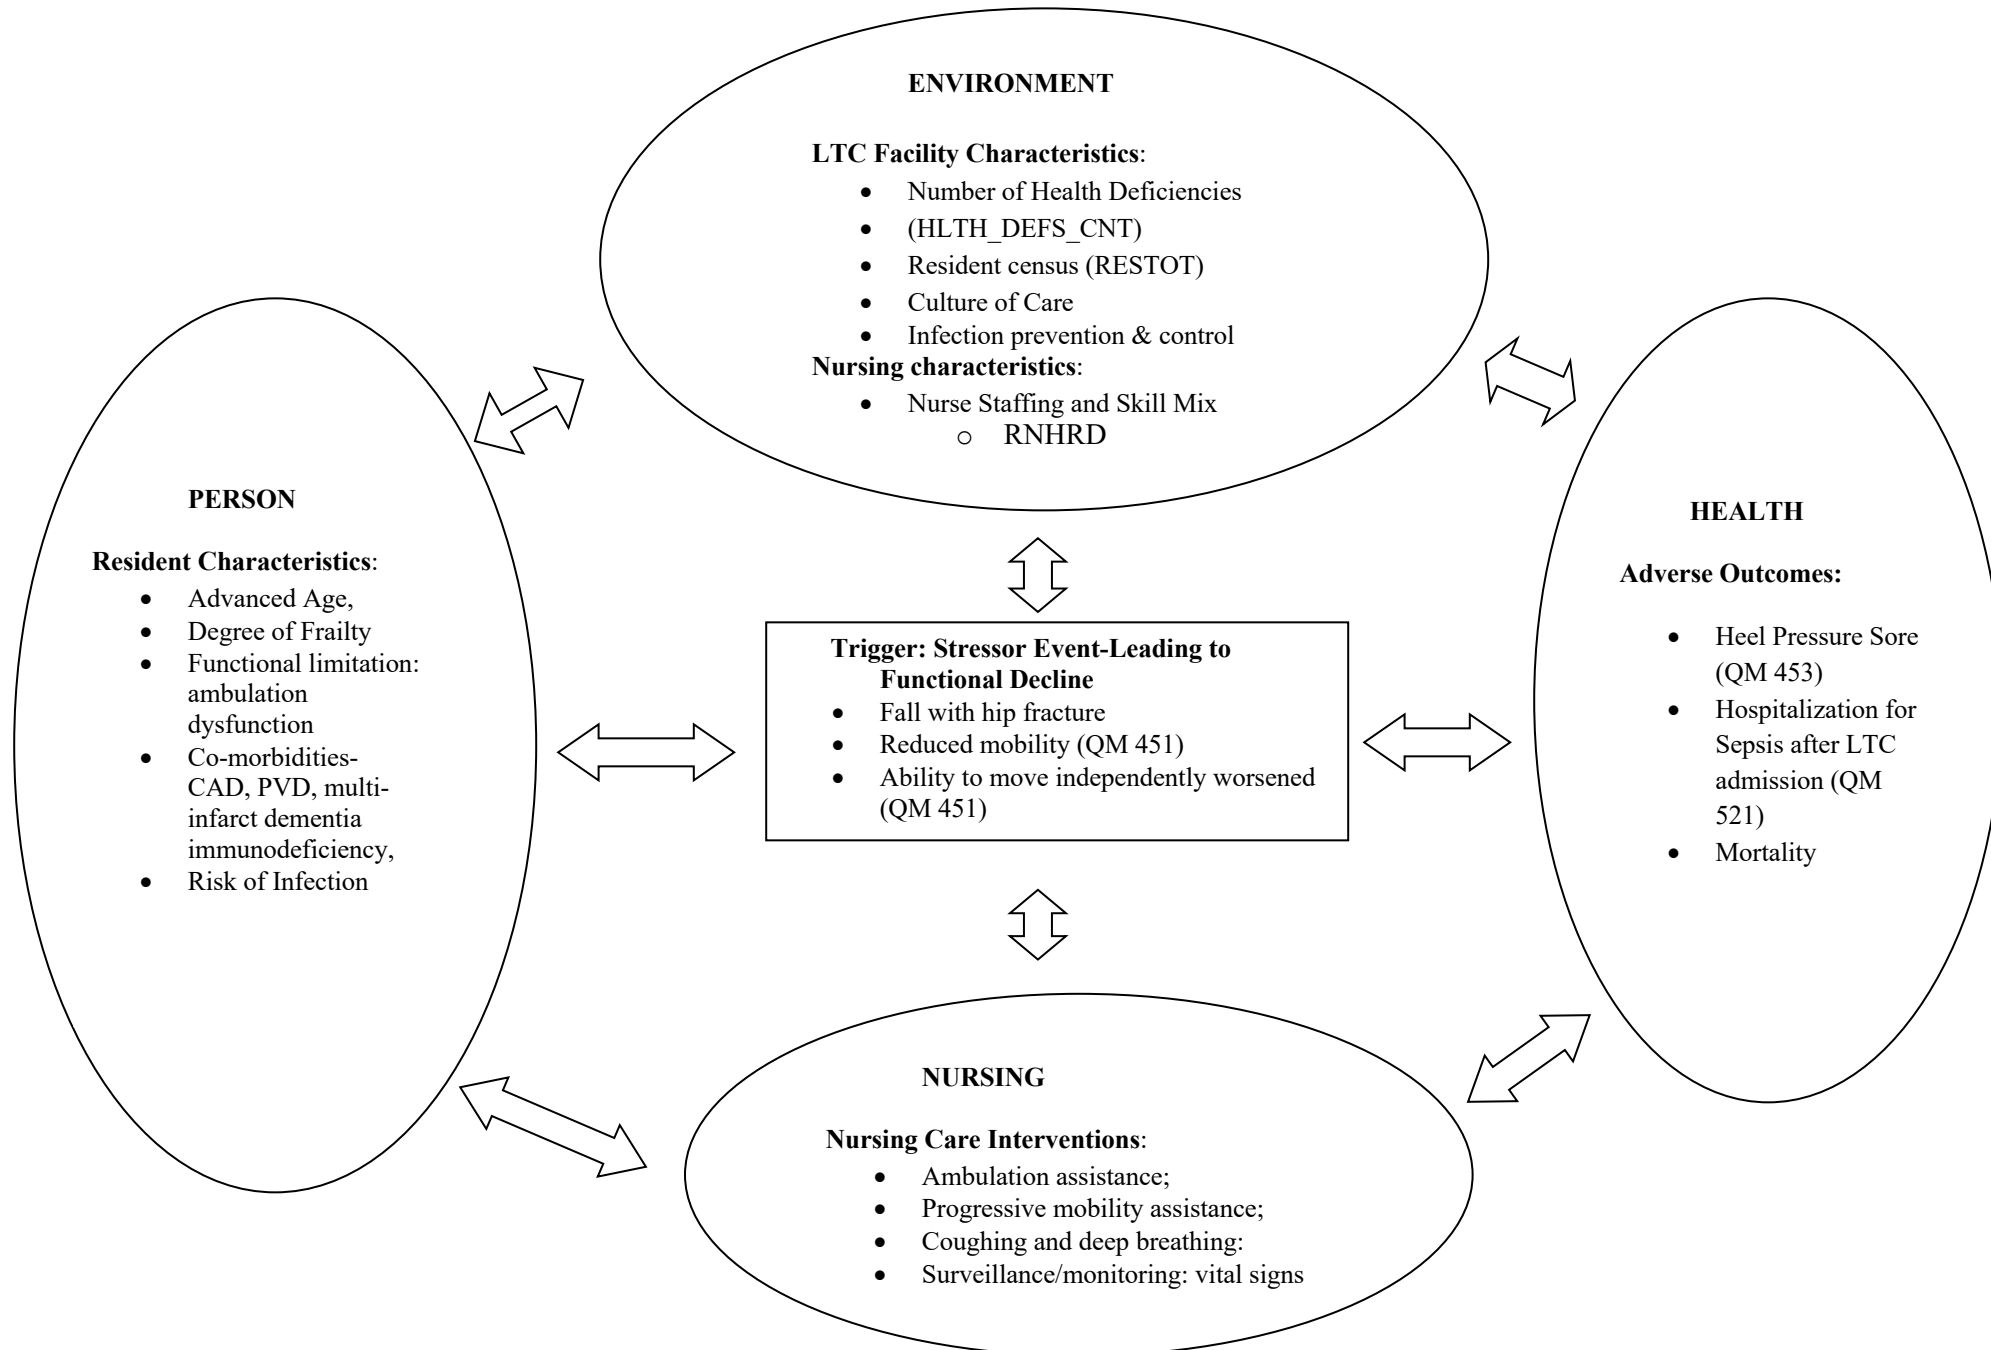 ENVIRONMENT
LTC Facility Characteristics:
• Number of Health Deficiencies
• (HLTH_DEFS_CNT)
• Resident census (RESTOT)
• Culture of Care
• Infection prevention & control
Nursing characteristics:
• Nurse Staffing and Skill Mix
o RNHRD
PERSON
Resident Characteristics:
• Advanced Age,
• Degree of Frailty
• Functional limitation:
ambulation
dysfunction
• Co-morbidities-
CAD, PVD, multi-
infarct dementia
immunodeficiency,
• Risk of Infection
Trigger: Stressor Event-Leading to
Functional Decline
• Fall with hip fracture
• Reduced mobility (QM 451)
• Ability to move independently worsened
(QM 451)
HEALTH
Adverse Outcomes:
• Heel Pressure Sore
(QM 453)
• Hospitalization for
Sepsis after LTC
admission (QM
521)
• Mortality
NURSING
Nursing Care Interventions:
• Ambulation assistance;
• Progressive mobility assistance;
• Coughing and deep breathing:
• Surveillance/monitoring: vital signs